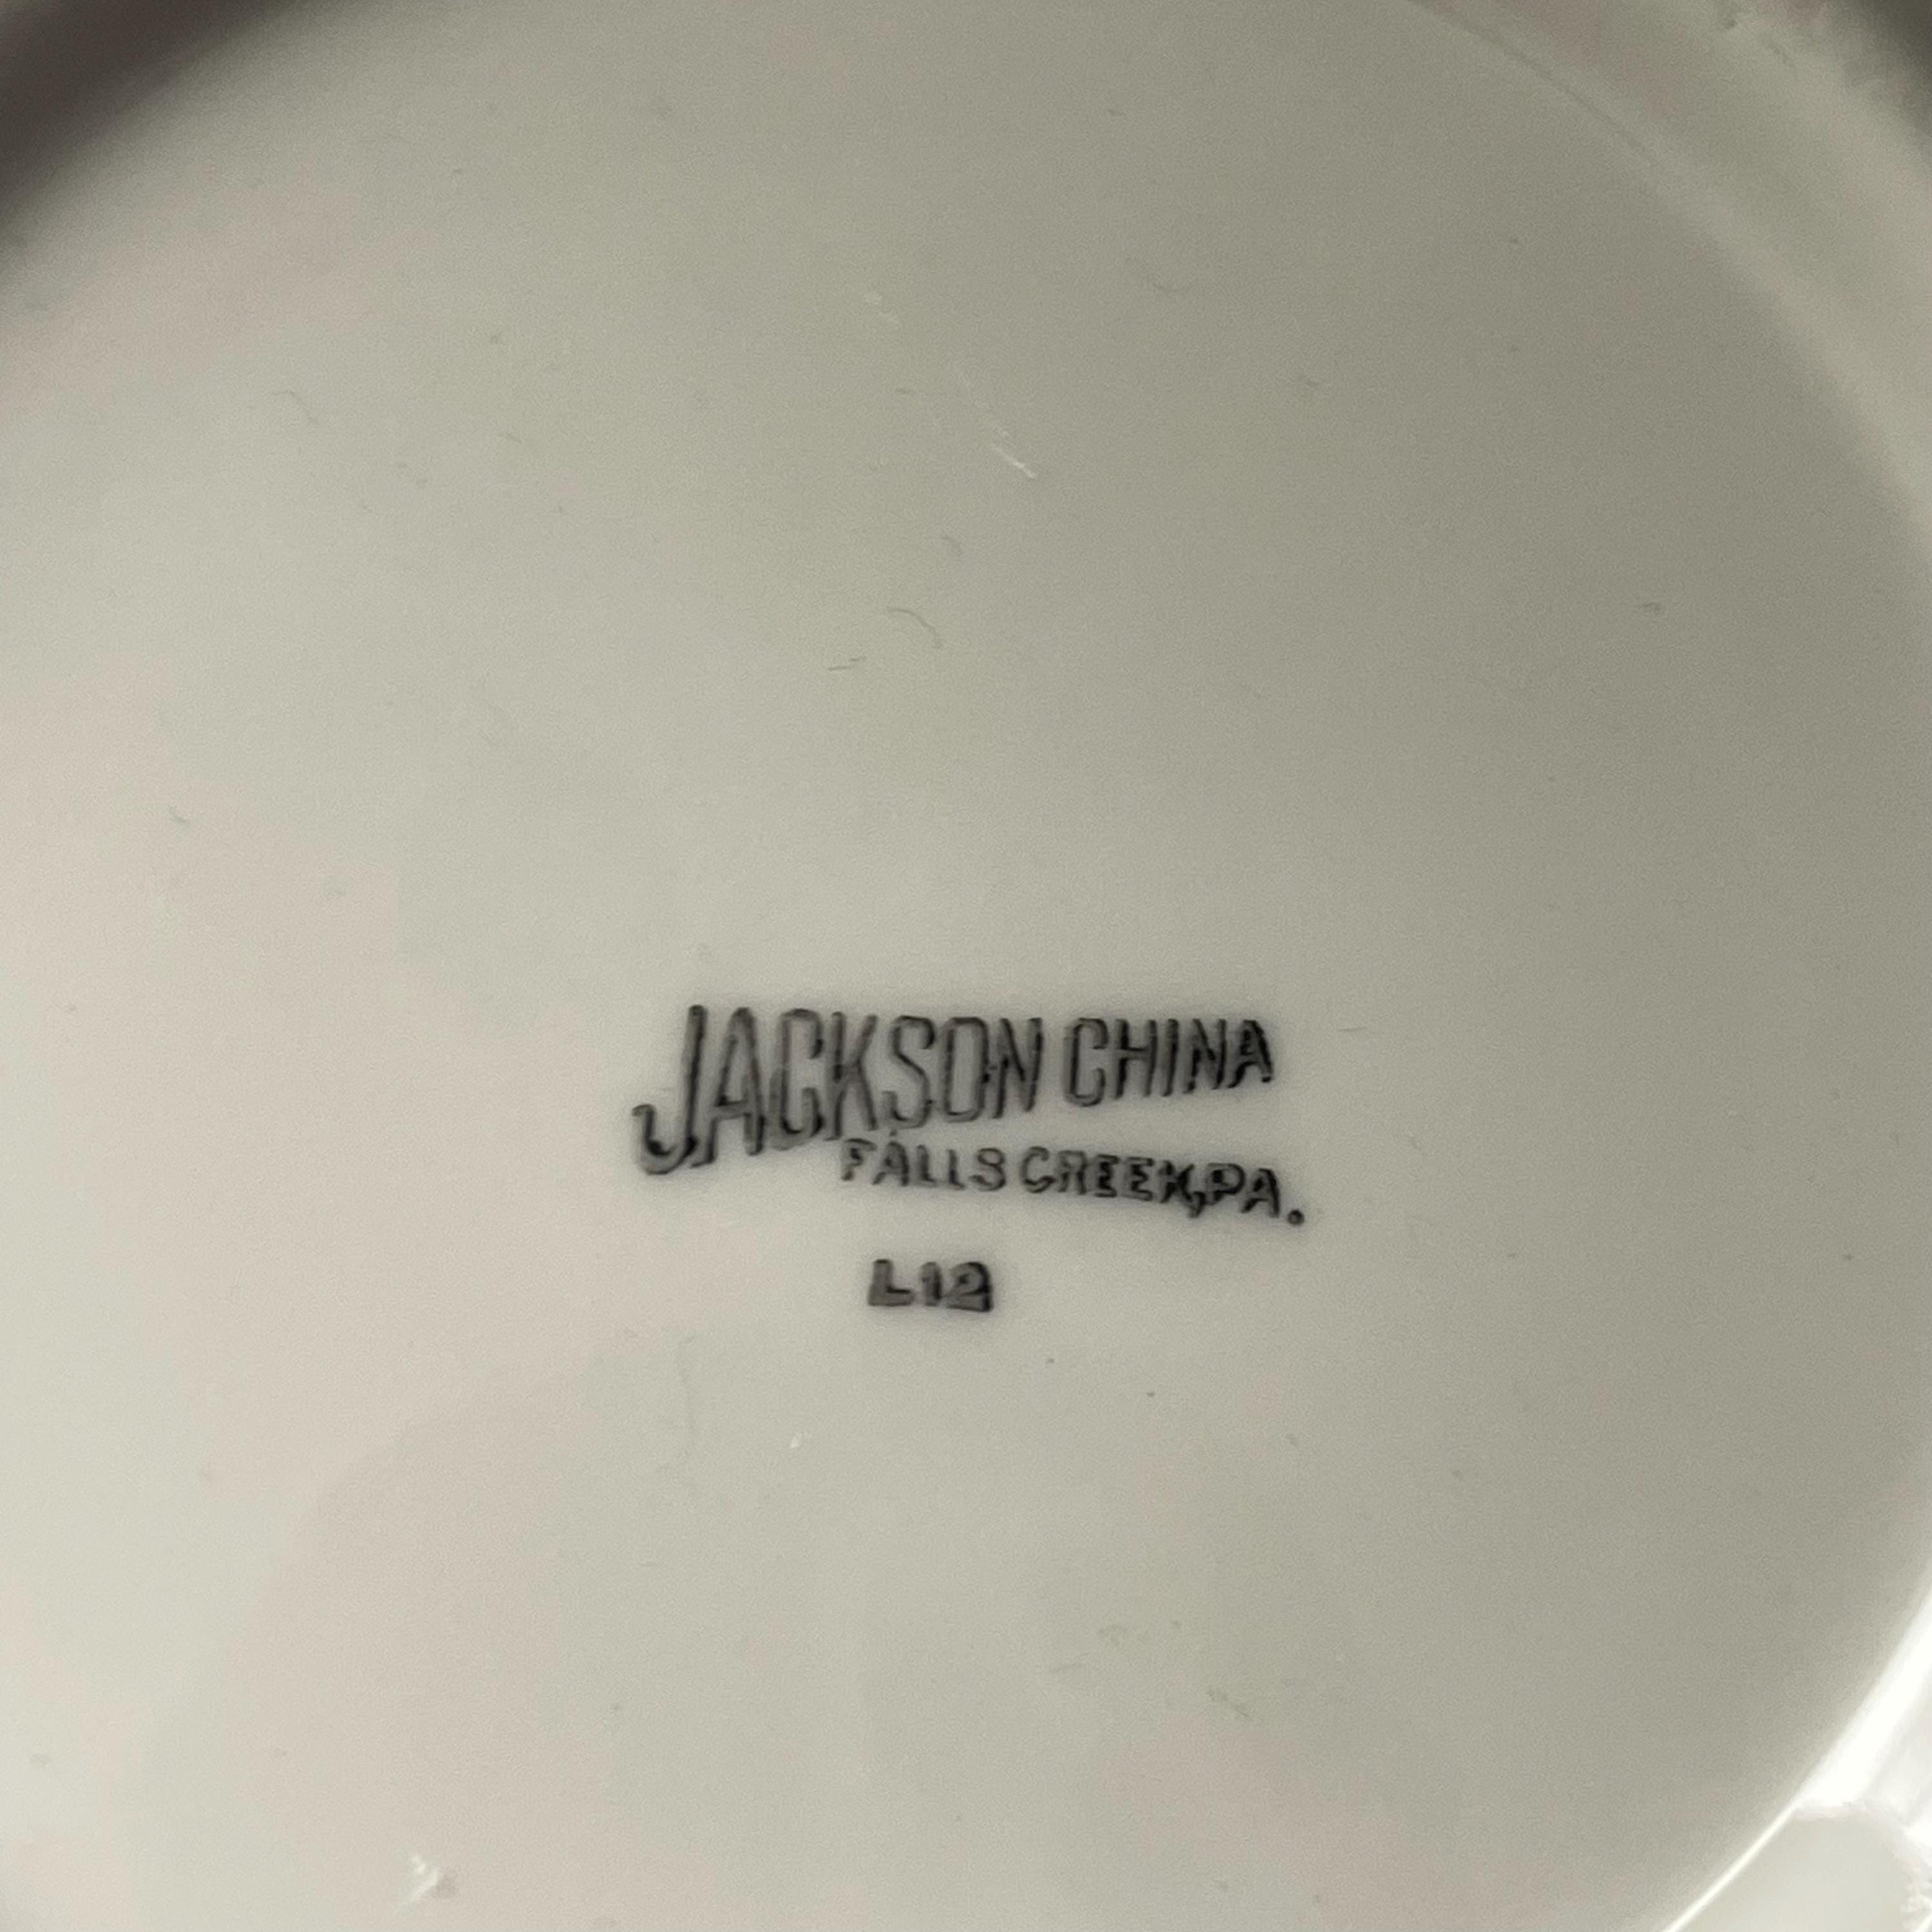 JACKSON CHINA
FALLS CREEK, PA.
L12